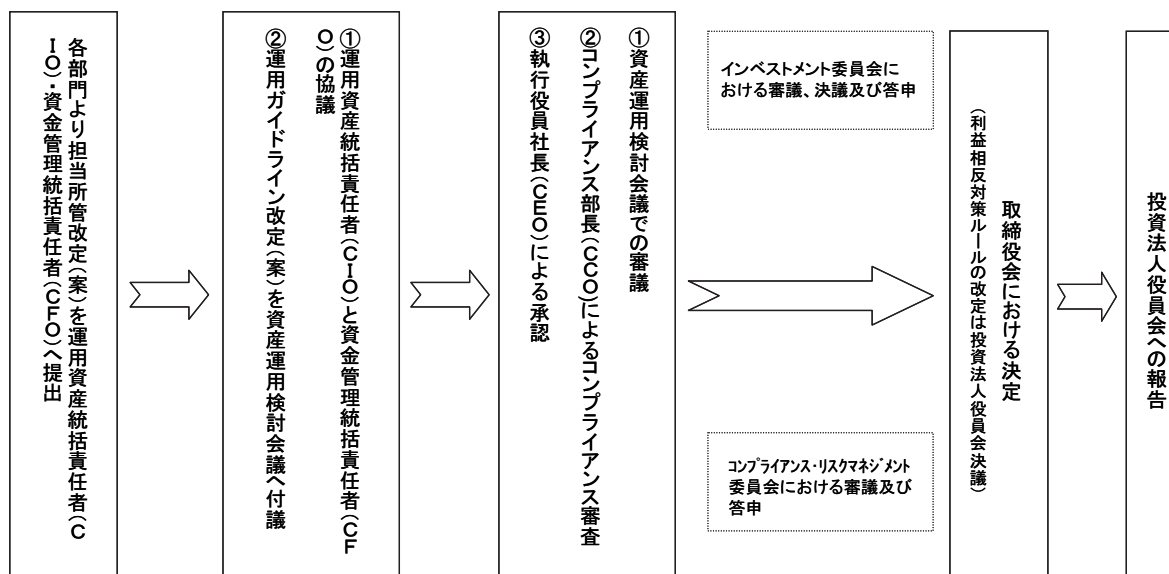 各部門より担当所管改定（案）を運用資産統括責任者（C
IO）・資金管理統括責任者（CFO）へ提出
①運用資産統括責任者（CIO）と資金管理統括責任者（CF
O）の協議
②運用ガイドライン改定（案）を資産運用検討会議へ付議
①資産運用検討会議での審議
②コンプライアンス部長（CCO）によるコンプライアンス審査
③執行役員社長（CEO）による承認
インベストメント委員会に
おける審議、決議及び答申
コンプライアンス・リスクマネジメント
委員会における審議及び
答申
取締役会における決定
（利益相反対策ルールの改定は投資法人役員会決議）
投資法人役員会への報告